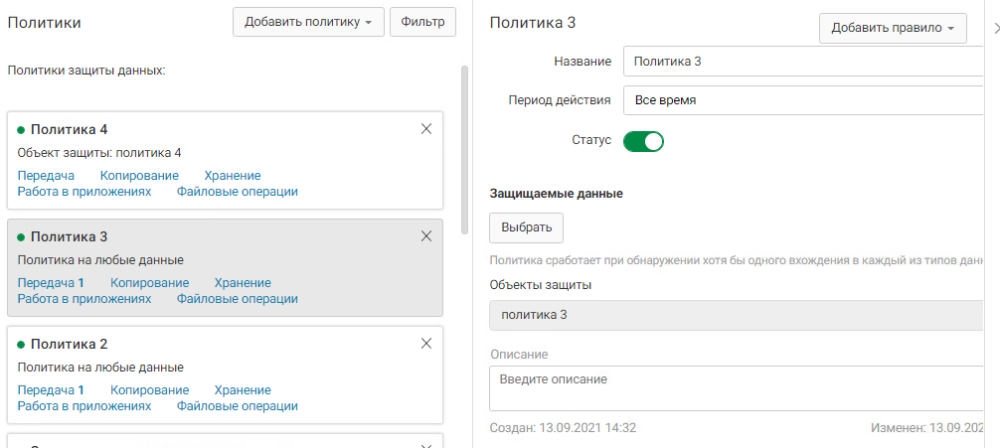 Политики
Добавить политику
Фильтр
Политики защиты данных:
Политика 4
Объект защиты: политика 4
Передача Копирование Хранение
Работа в приложениях Файловые операции
Политика 3
Политика на любые данные
Передача 1 Копирование Хранение
Работа в приложениях Файловые операции
Политика 2
Политика на любые данные
Передача 1 Копирование Хранение
Работа в приложениях Файловые операции
Политика 3
Добавить правило
Название Политика 3
Период действия Все время
Статус
Защищаемые данные
Выбрать
Политика сработает при обнаружении хотя бы одного вхождения в каждый из типов
Объекты защиты
политика 3
Описание
Введите описание
Создан: 13.09.2021 14:32
Изменен: 13.09.202